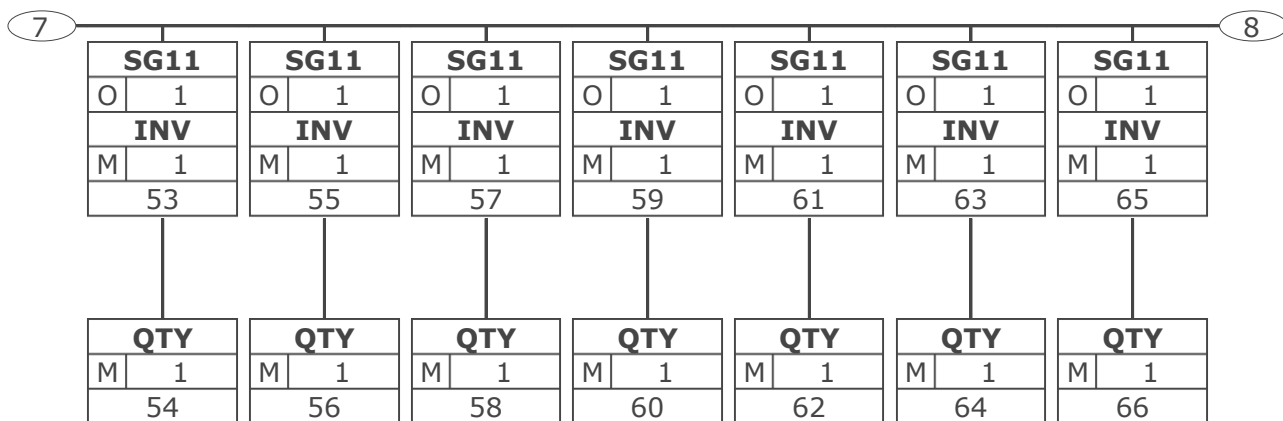 7 8
SG11 SG11 SG11 SG11 SG11 SG11 SG11
O 1 O 1 O 1 O 1 O 1 O 1 O 1
INV INV INV INV INV INV INV
M 1 M 1 M 1 M 1 M 1 M 1 M 1
53 55 57 59 61 63 65
QTY QTY QTY QTY QTY QTY QTY
M 1 M 1 M 1 M 1 M 1 M 1 M 1
54 56 58 60 62 64 66